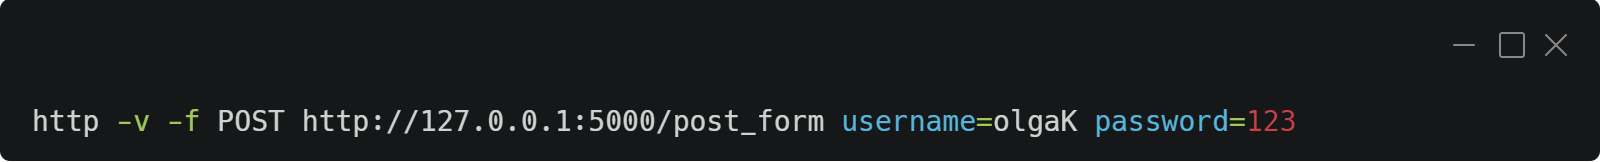 http -v -f POST http://127.0.0.1:5000/post_form username=olgaK password=123